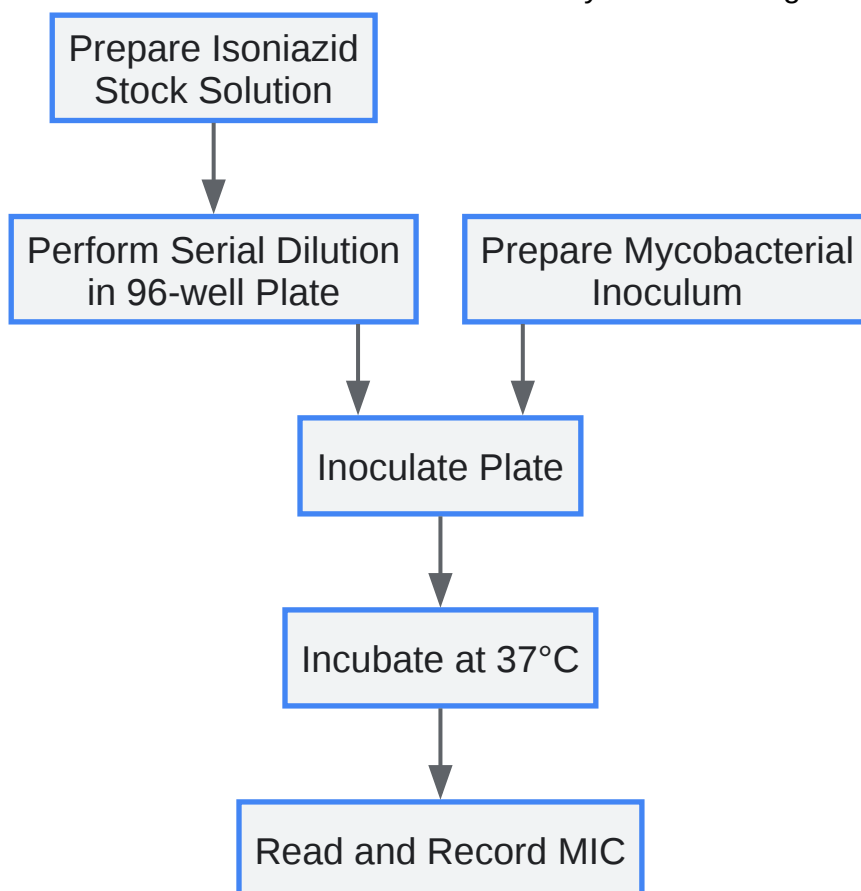 Prepare Isoniazid
Stock Solution
Perform Serial Dilution
in 96-well Plate
Prepare Mycobacterial
Inoculum
Inoculate Plate
Incubate at 37°C
Read and Record MIC